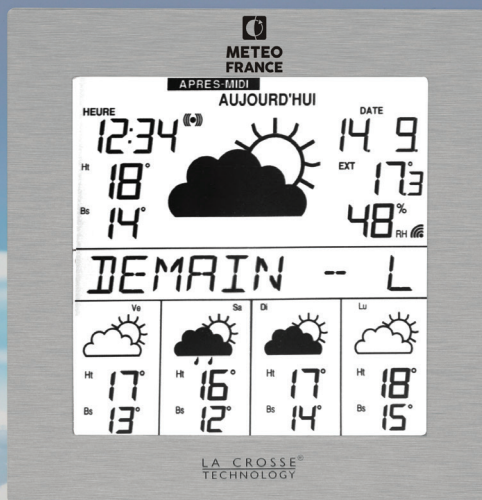 METEO
FRANCE
APRES-MIDI
AUJOURD'HUI
HEURE
DATE
12:34
14 9
Ht 18°
EXT 17.3
Bs 14°
48% RH
DEMAIN -- L
Ve Sa Di Lu
Ht 17° Ht 16° Ht 17° Ht 18°
Bs 13° Bs 12° Bs 14° Bs 15°
LA CROSSE®
TECHNOLOGY